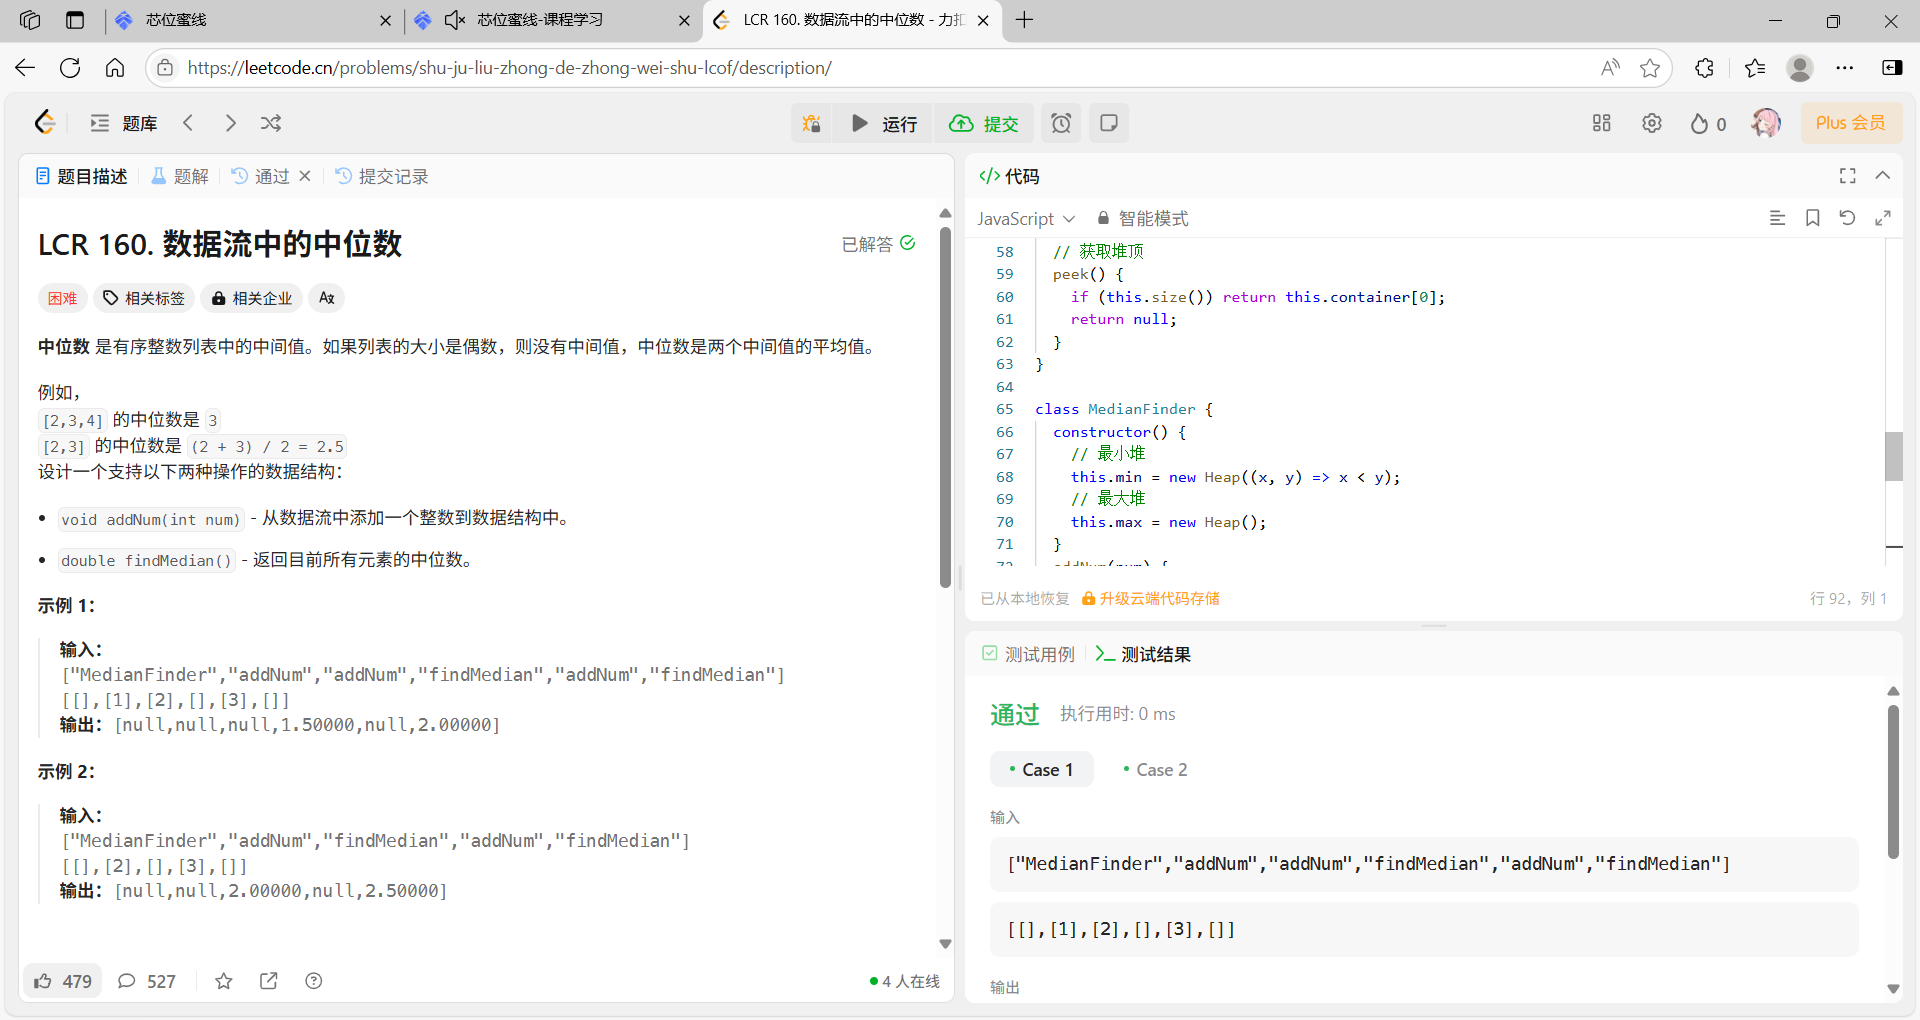 芯位蜜线
芯位蜜线-课程学习
LCR 160. 数据流中的中位数 - 力扣
https://leetcode.cn/problems/shu-ju-liu-zhong-de-zhong-wei-shu-lcof/description/
题库
运行
提交
0
Plus 会员
题目描述
题解
通过
提交记录
LCR 160. 数据流中的中位数
已解答
困难
相关标签
相关企业
中位数 是有序整数列表中的中间值。如果列表的大小是偶数，则没有中间值，中位数是两个中间值的平均值。
例如，
[2,3,4] 的中位数是 3
[2,3] 的中位数是 (2 + 3) / 2 = 2.5
设计一个支持以下两种操作的数据结构：
• void addNum(int num) - 从数据流中添加一个整数到数据结构中。
• double findMedian() - 返回目前所有元素的中位数。
示例 1：
输入：
["MedianFinder","addNum","addNum","findMedian","addNum","findMedian"]
[[],[1],[2],[],[3],[]]
输出：[null,null,null,1.50000,null,2.00000]
示例 2：
输入：
["MedianFinder","addNum","findMedian","addNum","findMedian"]
[[],[2],[],[3],[]]
输出：[null,null,2.00000,null,2.50000]
479
527
4 人在线
</> 代码
JavaScript
智能模式
58 // 获取堆顶
59 peek() {
60 if (this.size()) return this.container[0];
61 return null;
62 }
63 }
64
65 class MedianFinder {
66 constructor() {
67 // 最小堆
68 this.min = new Heap((x, y) => x < y);
69 // 最大堆
70 this.max = new Heap();
71 }
72 addNum(num) {
已从本地恢复
升级云端代码存储
行 92，列 1
测试用例
测试结果
通过
执行用时: 0 ms
• Case 1
• Case 2
输入
["MedianFinder","addNum","addNum","findMedian","addNum","findMedian"]
[[],[1],[2],[],[3],[]]
输出